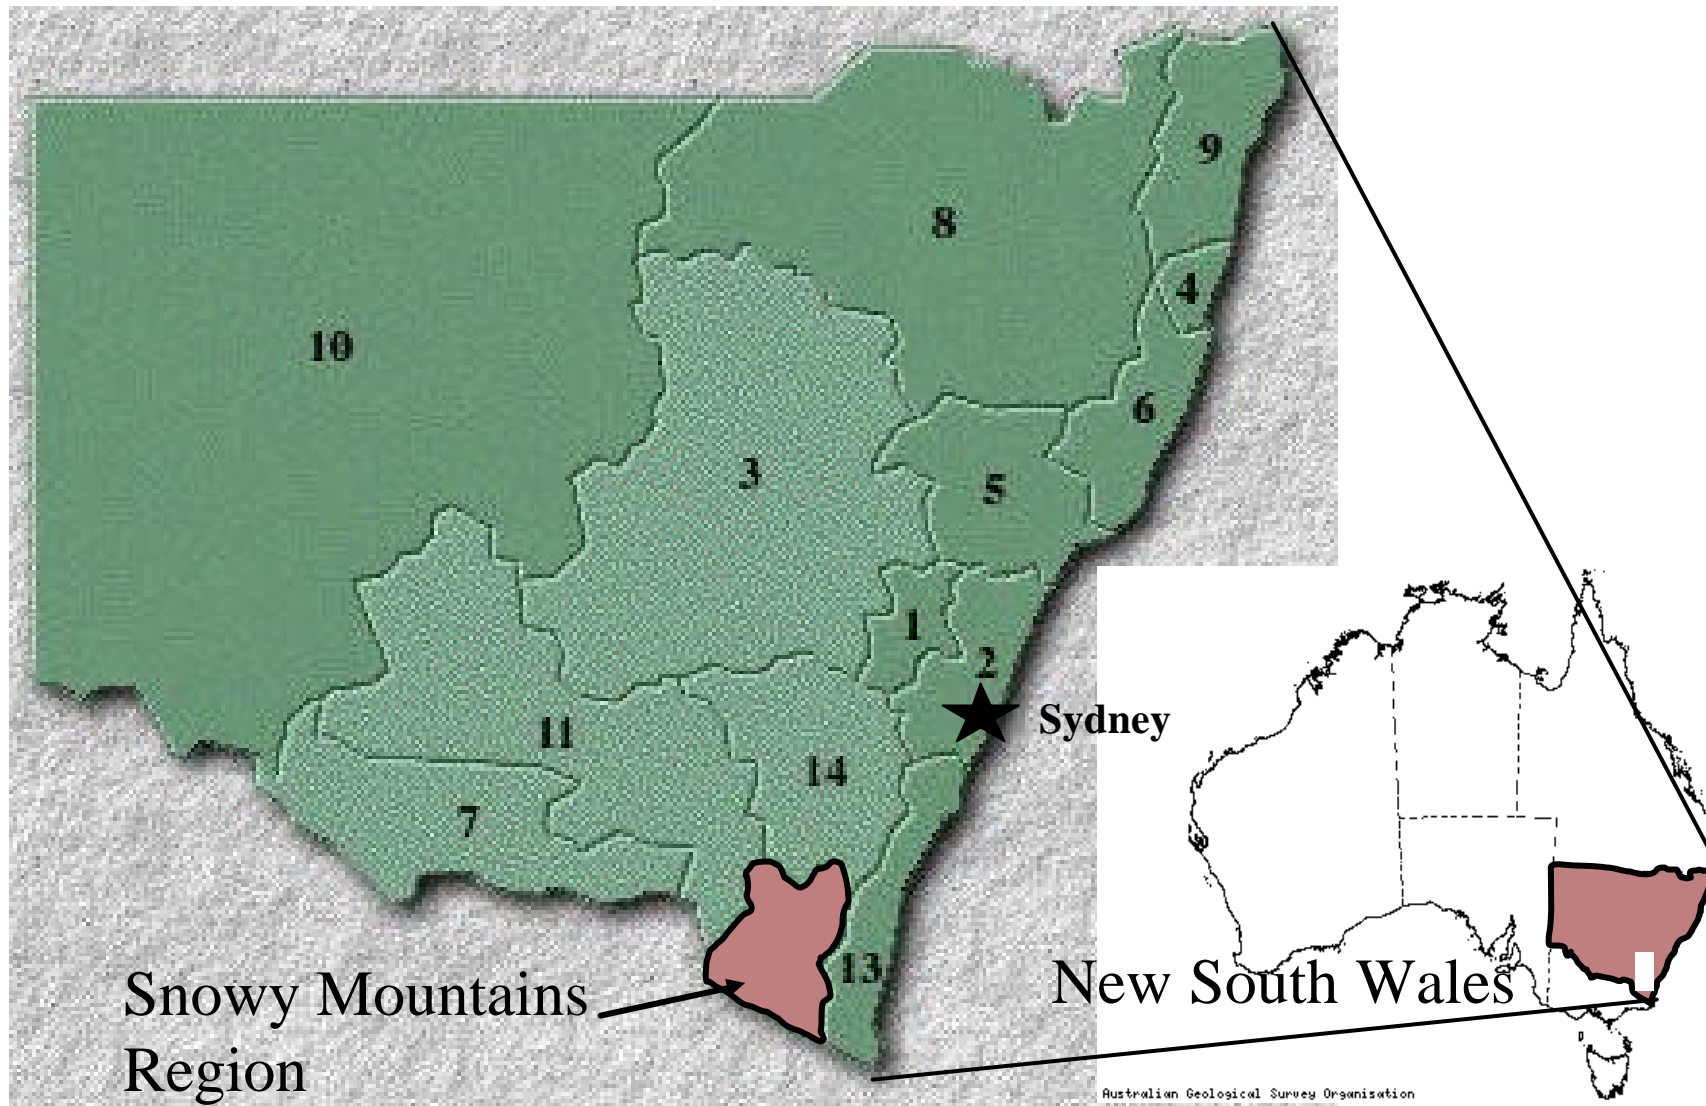 9
8
4
10
6
3
5
1
2
Sydney
11
14
7
13
Snowy Mountains
Region
New South Wales
Australian Geological Survey Organisation